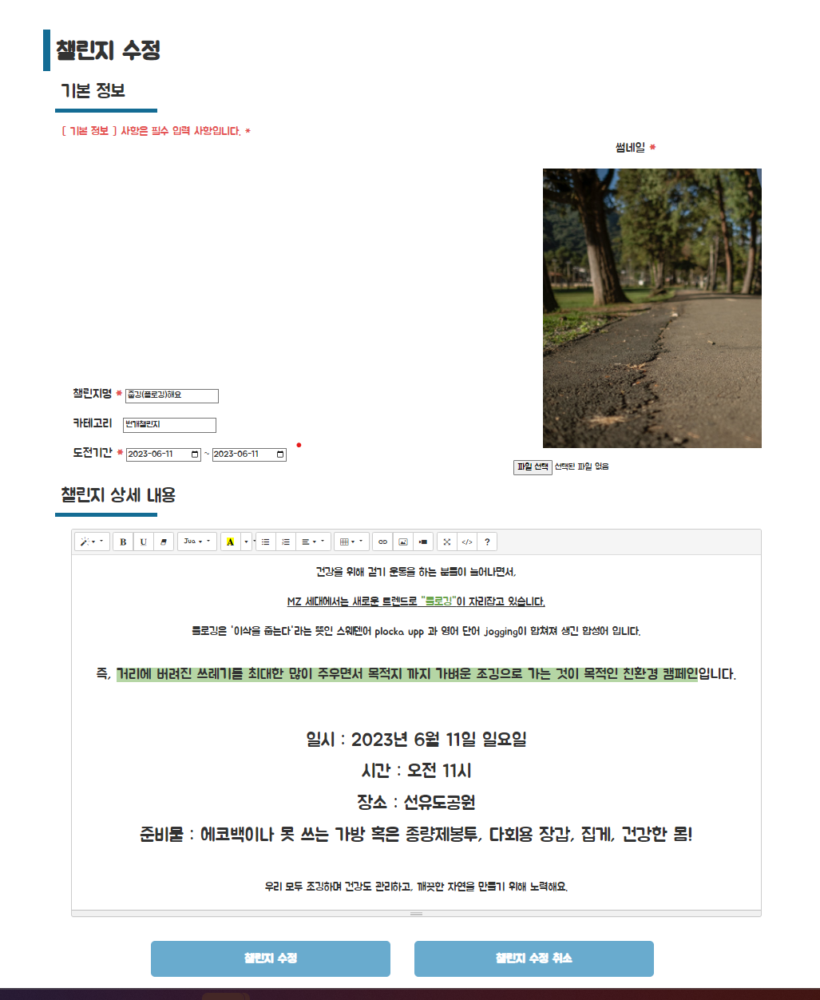 챌린지 수정
기본 정보
[ 기본 정보 ] 사항은 필수 입력 사항입니다. *
썸네일 *
챌린지명 * 줍깅(플로깅)해요
카테고리 번개챌린지
도전기간 * 2023-06-11 ~ 2023-06-11
파일 선택 선택된 파일 없음
챌린지 상세 내용
B U Jua A </> ?
건강을 위해 걷기 운동을 하는 분들이 늘어나면서,
MZ 세대에서는 새로운 트렌드로 "플로깅"이 자리잡고 있습니다.
플로깅은 '이삭을 줍는다'라는 뜻인 스웨덴어 plocka upp 과 영어 단어 jogging이 합쳐져 생긴 합성어 입니다.
즉, 거리에 버려진 쓰레기를 최대한 많이 주우면서 목적지 까지 가벼운 조깅으로 가는 것이 목적인 친환경 캠페인입니다.
일시 : 2023년 6월 11일 일요일
시간 : 오전 11시
장소 : 선유도공원
준비물 : 에코백이나 못 쓰는 가방 혹은 종량제봉투, 다회용 장갑, 집게, 건강한 몸!
우리 모두 조깅하며 건강도 관리하고, 깨끗한 자연을 만들기 위해 노력해요.
챌린지 수정
챌린지 수정 취소